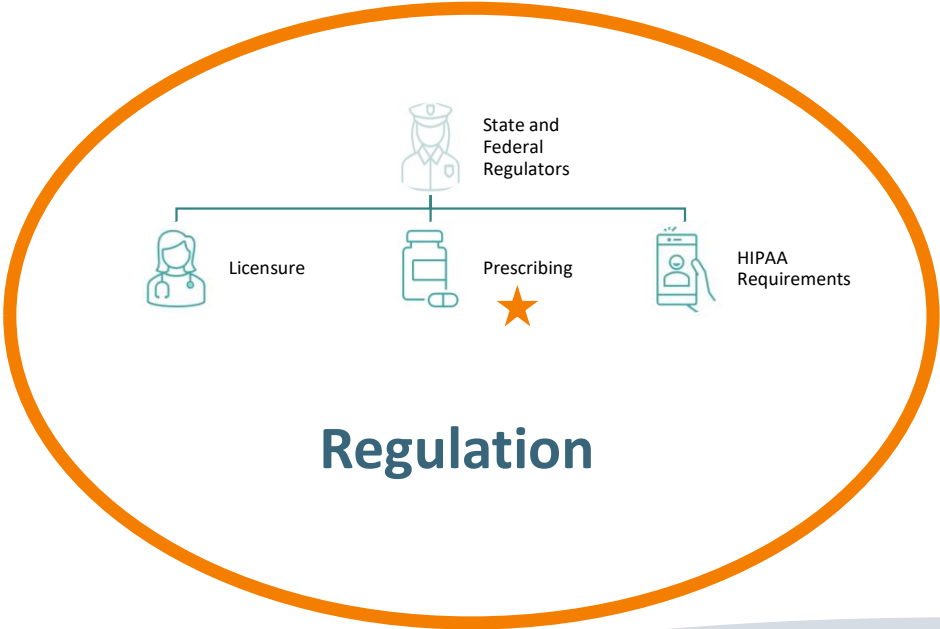 State and
Federal
Regulators
Licensure
Prescribing
HIPAA
Requirements
Regulation